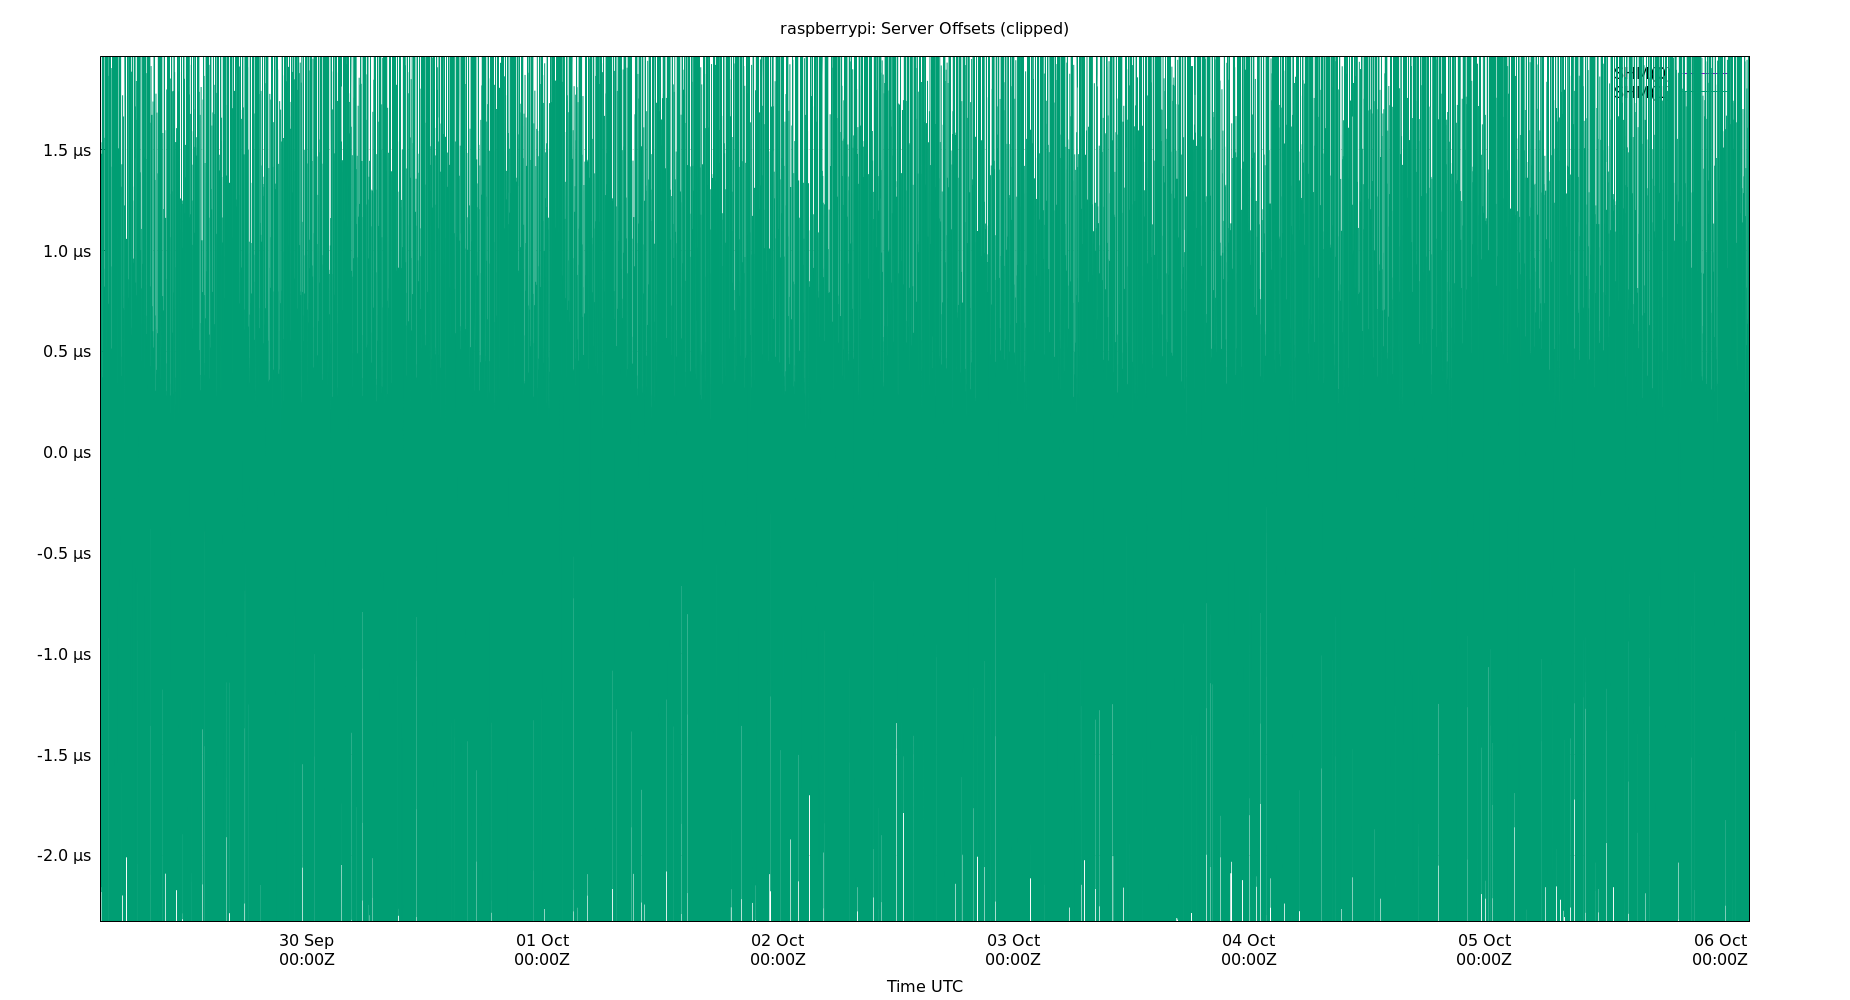 raspberrypi: Server Offsets (clipped)
SHM(0)
1.5 µs
1.0 µs
0.5 µs
0.0 µs
-0.5 µs
-1.0 µs
-1.5 µs
-2.0 µs
30 Sep 01 Oct 02 Oct 03 Oct 04 Oct 05 Oct 06 Oct
00:00Z 00:00Z 00:00Z 00:00Z 00:00Z 00:00Z 00:00Z
Time UTC